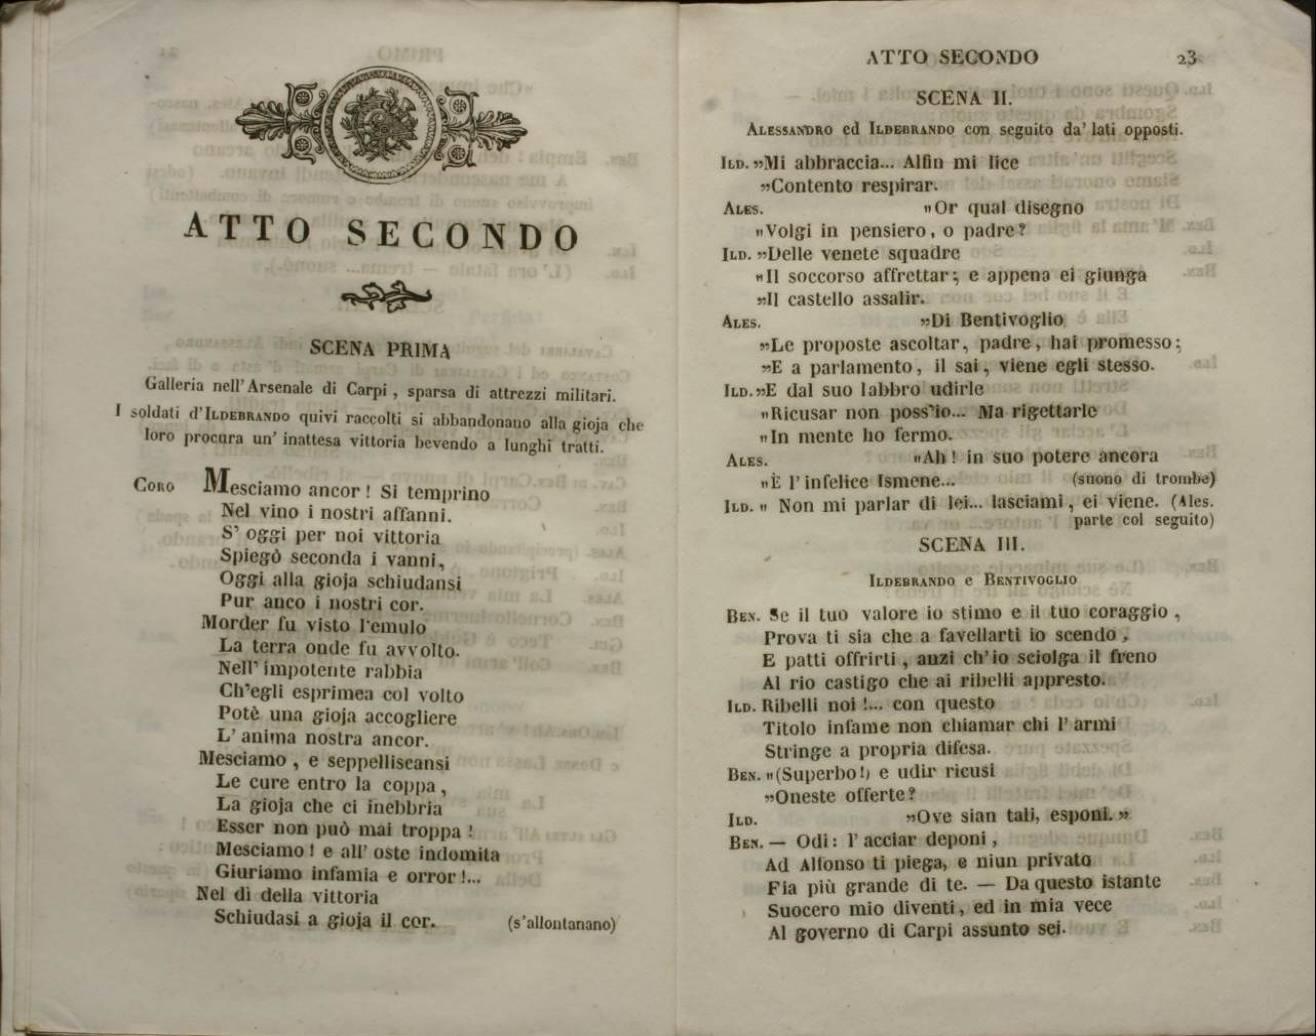 ATTO SECONDO
SCENA PRIMA
Galleria nell' Arsenale di Carpi, sparsa di attrezzi militari.
I soldati d'ILDEBRANDO quivi raccolti si abbandonano alla gioja che
loro procura un' inattesa vittoria bevendo a lunghi tratti.
CORO Mesciamo ancor! Si temprino
Nel vino i nostri affanni.
S' oggi per noi vittoria
Spiegò seconda i vanni,
Oggi alla gioja schiudansi
Pur anco i nostri cor.
Morder fu visto l'emulo
La terra onde fu avvolto.
Nell' impotente rabbia
Ch'egli esprimea col volto
Potè una gioja accogliere
L' anima nostra ancor.
Mesciamo, e seppelliscansi
Le cure entro la coppa,
La gioja che ci inebbria
Esser non può mai troppa!
Mesciamo! e all' oste indomita
Giuriamo infamia e orror!...
Nel dì della vittoria
Schiudasi a gioja il cor. (s'allontanano)
ATTO SECONDO 23
SCENA II.
ALESSANDRO ed ILDEBRANDO con seguito da' lati opposti.
ILD. »Mi abbraccia... Alfin mi lice
»Contento respirar.
ALES. »Or qual disegno
»Volgi in pensiero, o padre?
ILD. »Delle venete squadre
»Il soccorso affrettar; e appena ei giunga
»Il castello assalir.
ALES. »Di Bentivoglio
»Le proposte ascoltar, padre, hai promesso;
»E a parlamento, il sai, viene egli stesso.
ILD. »E dal suo labbro udirle
»Ricusar non poss'io... Ma rigettarle
»In mente ho fermo.
ALES. »Ah! in suo potere ancora
»È l'infelice Ismene... (suono di trombe)
ILD. » Non mi parlar di lei... lasciami, ei viene. (Ales.
parte col seguito)
SCENA III.
ILDEBRANDO e BENTIVOGLIO
BEN. Se il tuo valore io stimo e il tuo coraggio,
Prova ti sia che a favellarti io scendo,
E patti offrirti, anzi ch'io sciolga il freno
Al rio castigo che ai ribelli appresto.
ILD. Ribelli noi!... con questo
Titolo infame non chiamar chi l' armi
Stringe a propria difesa.
BEN. »(Superbo!) e udir ricusi
»Oneste offerte?
ILD. »Ove sian tali, esponi.»
BEN. — Odi: l' acciar deponi,
Ad Alfonso ti piega, e niun privato
Fia più grande di te. — Da questo istante
Suocero mio diventi, ed in mia vece
Al governo di Carpi assunto sei.